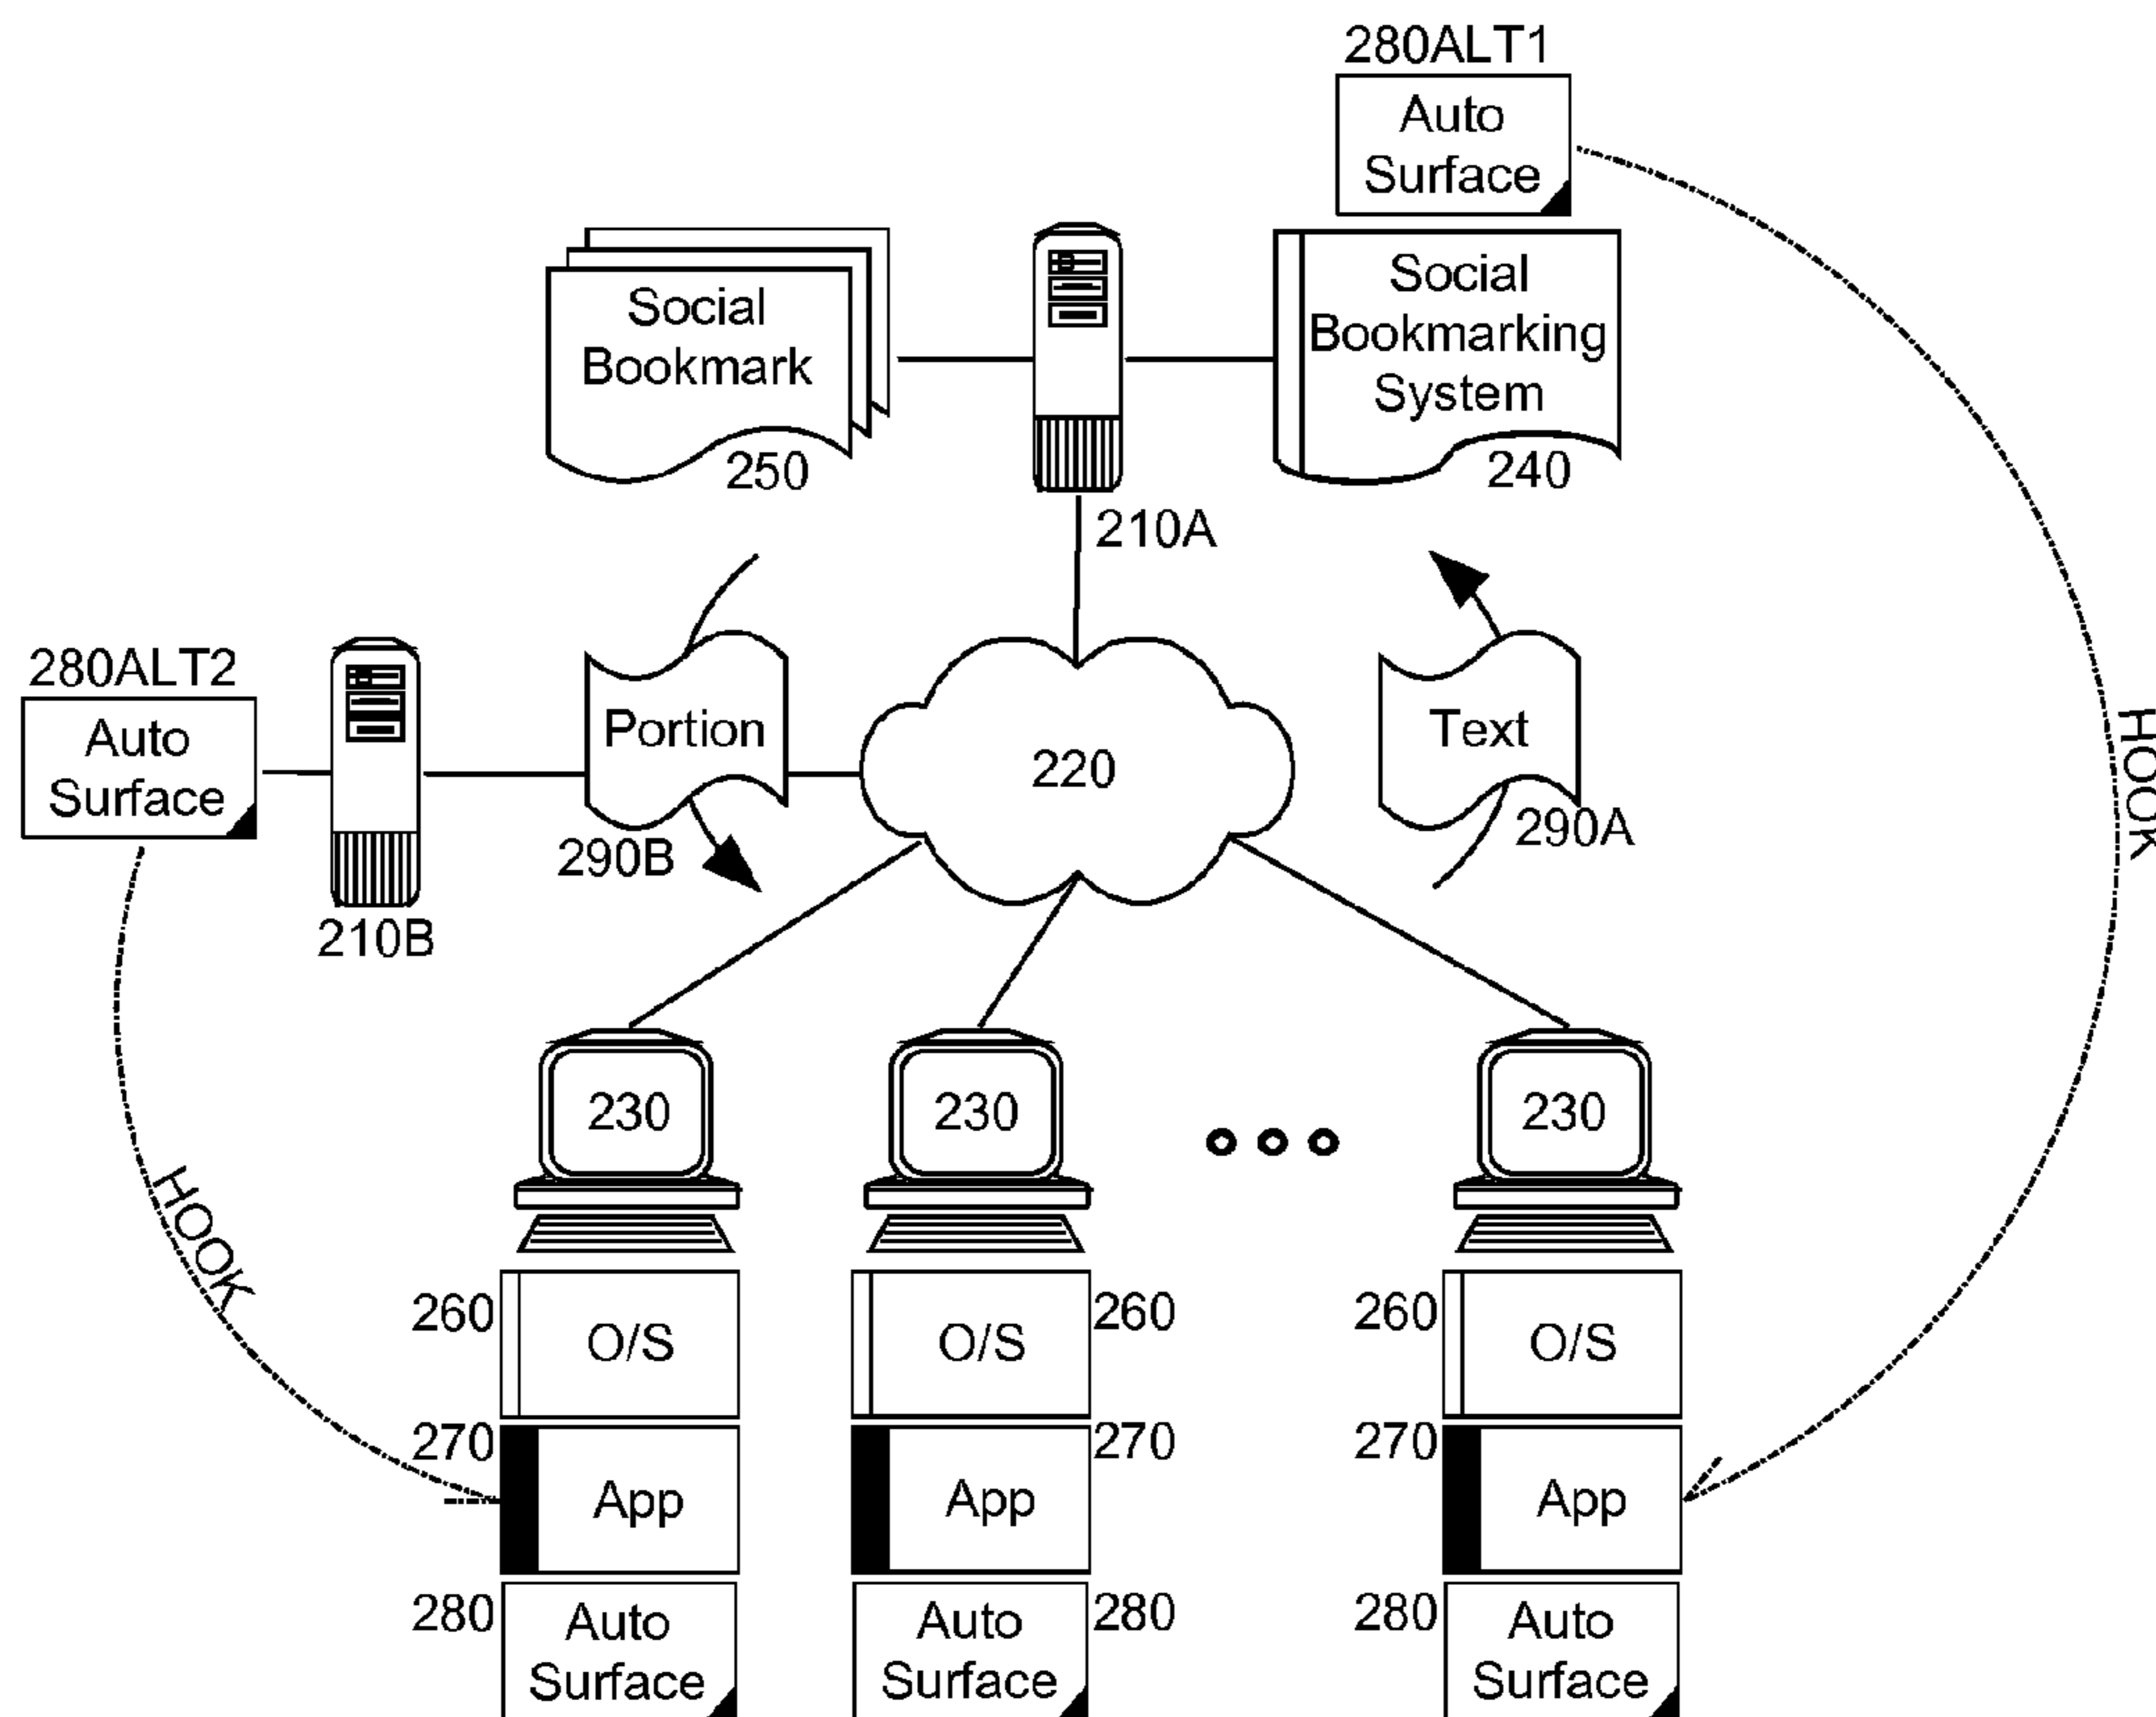 280ALT1
Auto
Surface
Social
Bookmark
250
Social
Bookmarking
System
240
210A
280ALT2
Auto
Surface
210B
Portion
290B
220
Text
290A
HOOK
HOOK
230
230
230
260
O/S
O/S
260
260
O/S
270
App
App
270
270
App
280
Auto
Surface
Auto
Surface
280
280
Auto
Surface